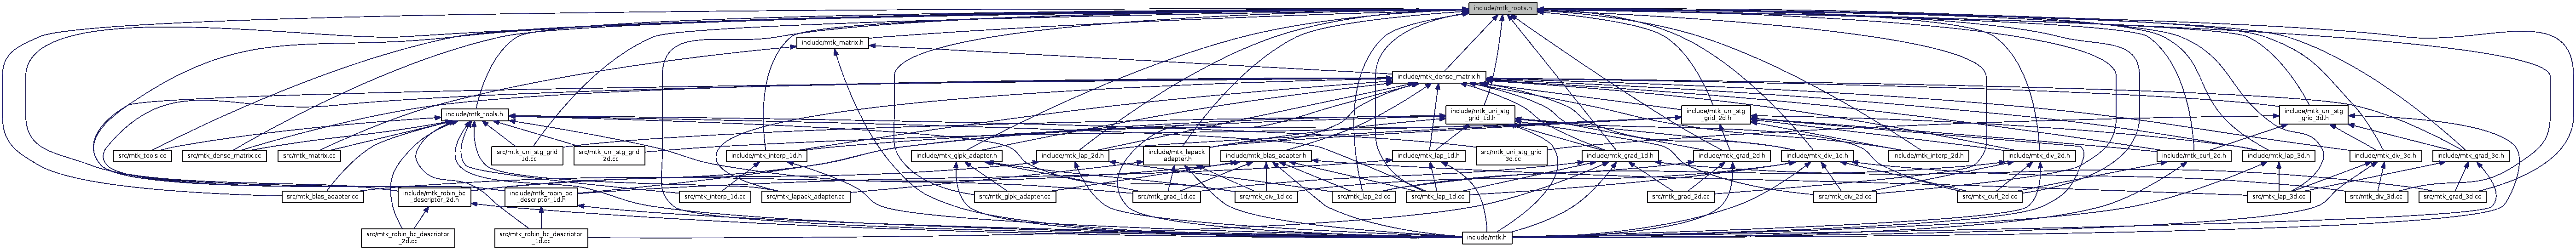 include/mtk_roots.h
include/mtk_matrix.h
include/mtk_dense_matrix.h
include/mtk_tools.h
include/mtk_uni_stg
_grid_1d.h
include/mtk_uni_stg
_grid_2d.h
include/mtk_uni_stg
_grid_3d.h
src/mtk_tools.cc
src/mtk_dense_matrix.cc
src/mtk_matrix.cc
src/mtk_uni_stg_grid
_1d.cc
src/mtk_uni_stg_grid
_2d.cc
include/mtk_interp_1d.h
include/mtk_glpk_adapter.h
include/mtk_lap_2d.h
include/mtk_lapack
_adapter.h
include/mtk_blas_adapter.h
include/mtk_lap_1d.h
src/mtk_uni_stg_grid
_3d.cc
include/mtk_grad_1d.h
include/mtk_grad_2d.h
include/mtk_div_1d.h
include/mtk_interp_2d.h
include/mtk_div_2d.h
include/mtk_curl_2d.h
include/mtk_lap_3d.h
include/mtk_div_3d.h
include/mtk_grad_3d.h
src/mtk_blas_adapter.cc
include/mtk_robin_bc
_descriptor_2d.h
include/mtk_robin_bc
_descriptor_1d.h
src/mtk_interp_1d.cc
src/mtk_lapack_adapter.cc
src/mtk_glpk_adapter.cc
src/mtk_grad_1d.cc
src/mtk_div_1d.cc
src/mtk_lap_2d.cc
src/mtk_lap_1d.cc
src/mtk_grad_2d.cc
src/mtk_div_2d.cc
src/mtk_curl_2d.cc
src/mtk_lap_3d.cc
src/mtk_div_3d.cc
src/mtk_grad_3d.cc
src/mtk_robin_bc_descriptor
_2d.cc
src/mtk_robin_bc_descriptor
_1d.cc
include/mtk.h